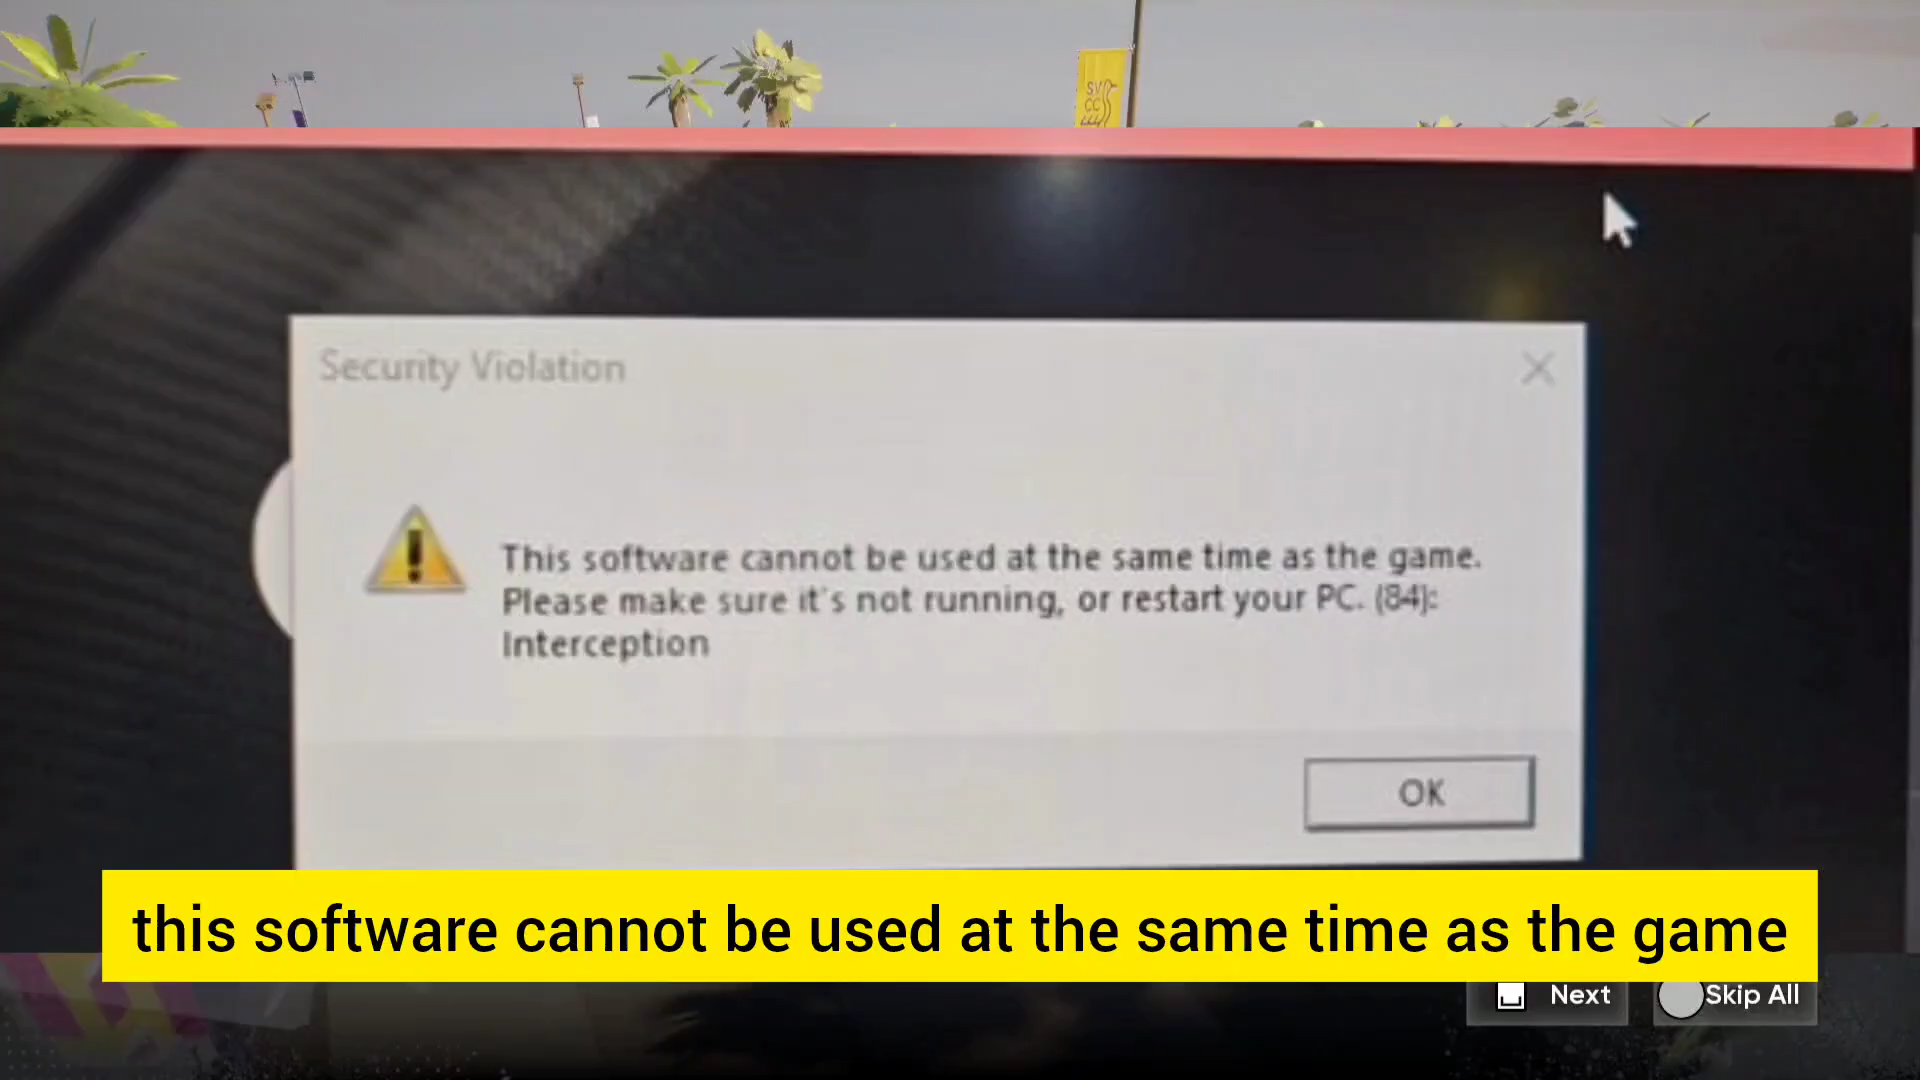 SV
CC
Security Violation
This software cannot be used at the same time as the game.
Please make sure it's not running, or restart your PC. (84):
Interception
OK
this software cannot be used at the same time as the game
Next
Skip All